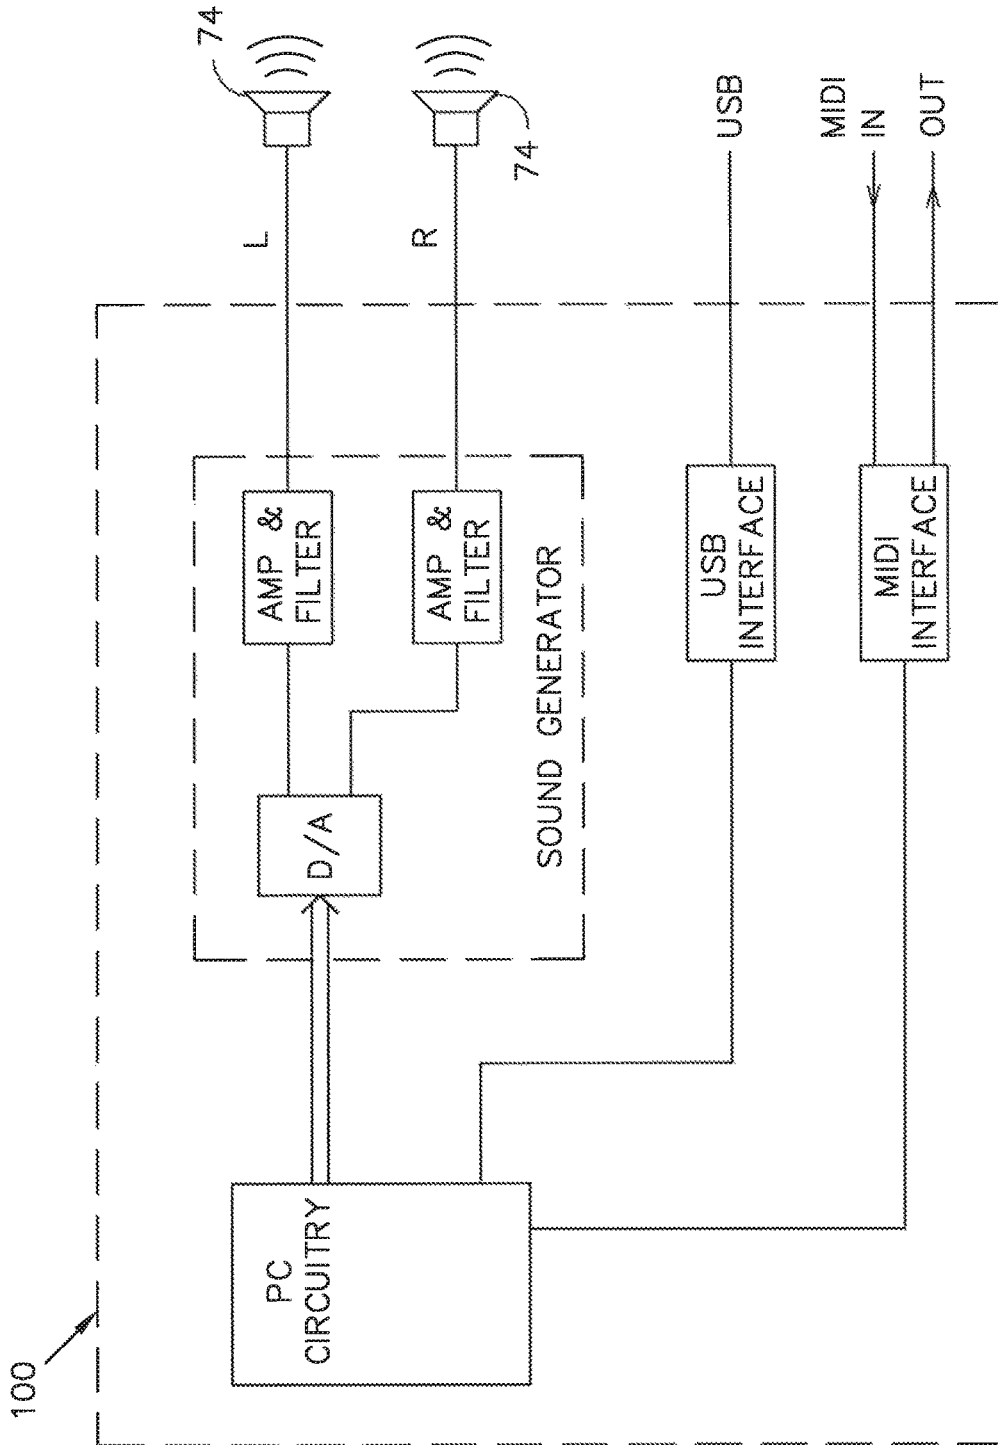 100
PC
CIRCUITRY
D/A
AMP &
FILTER
AMP &
FILTER
SOUND GENERATOR
L
R
74
74
USB
INTERFACE
USB
MIDI
INTERFACE
MIDI
IN
OUT